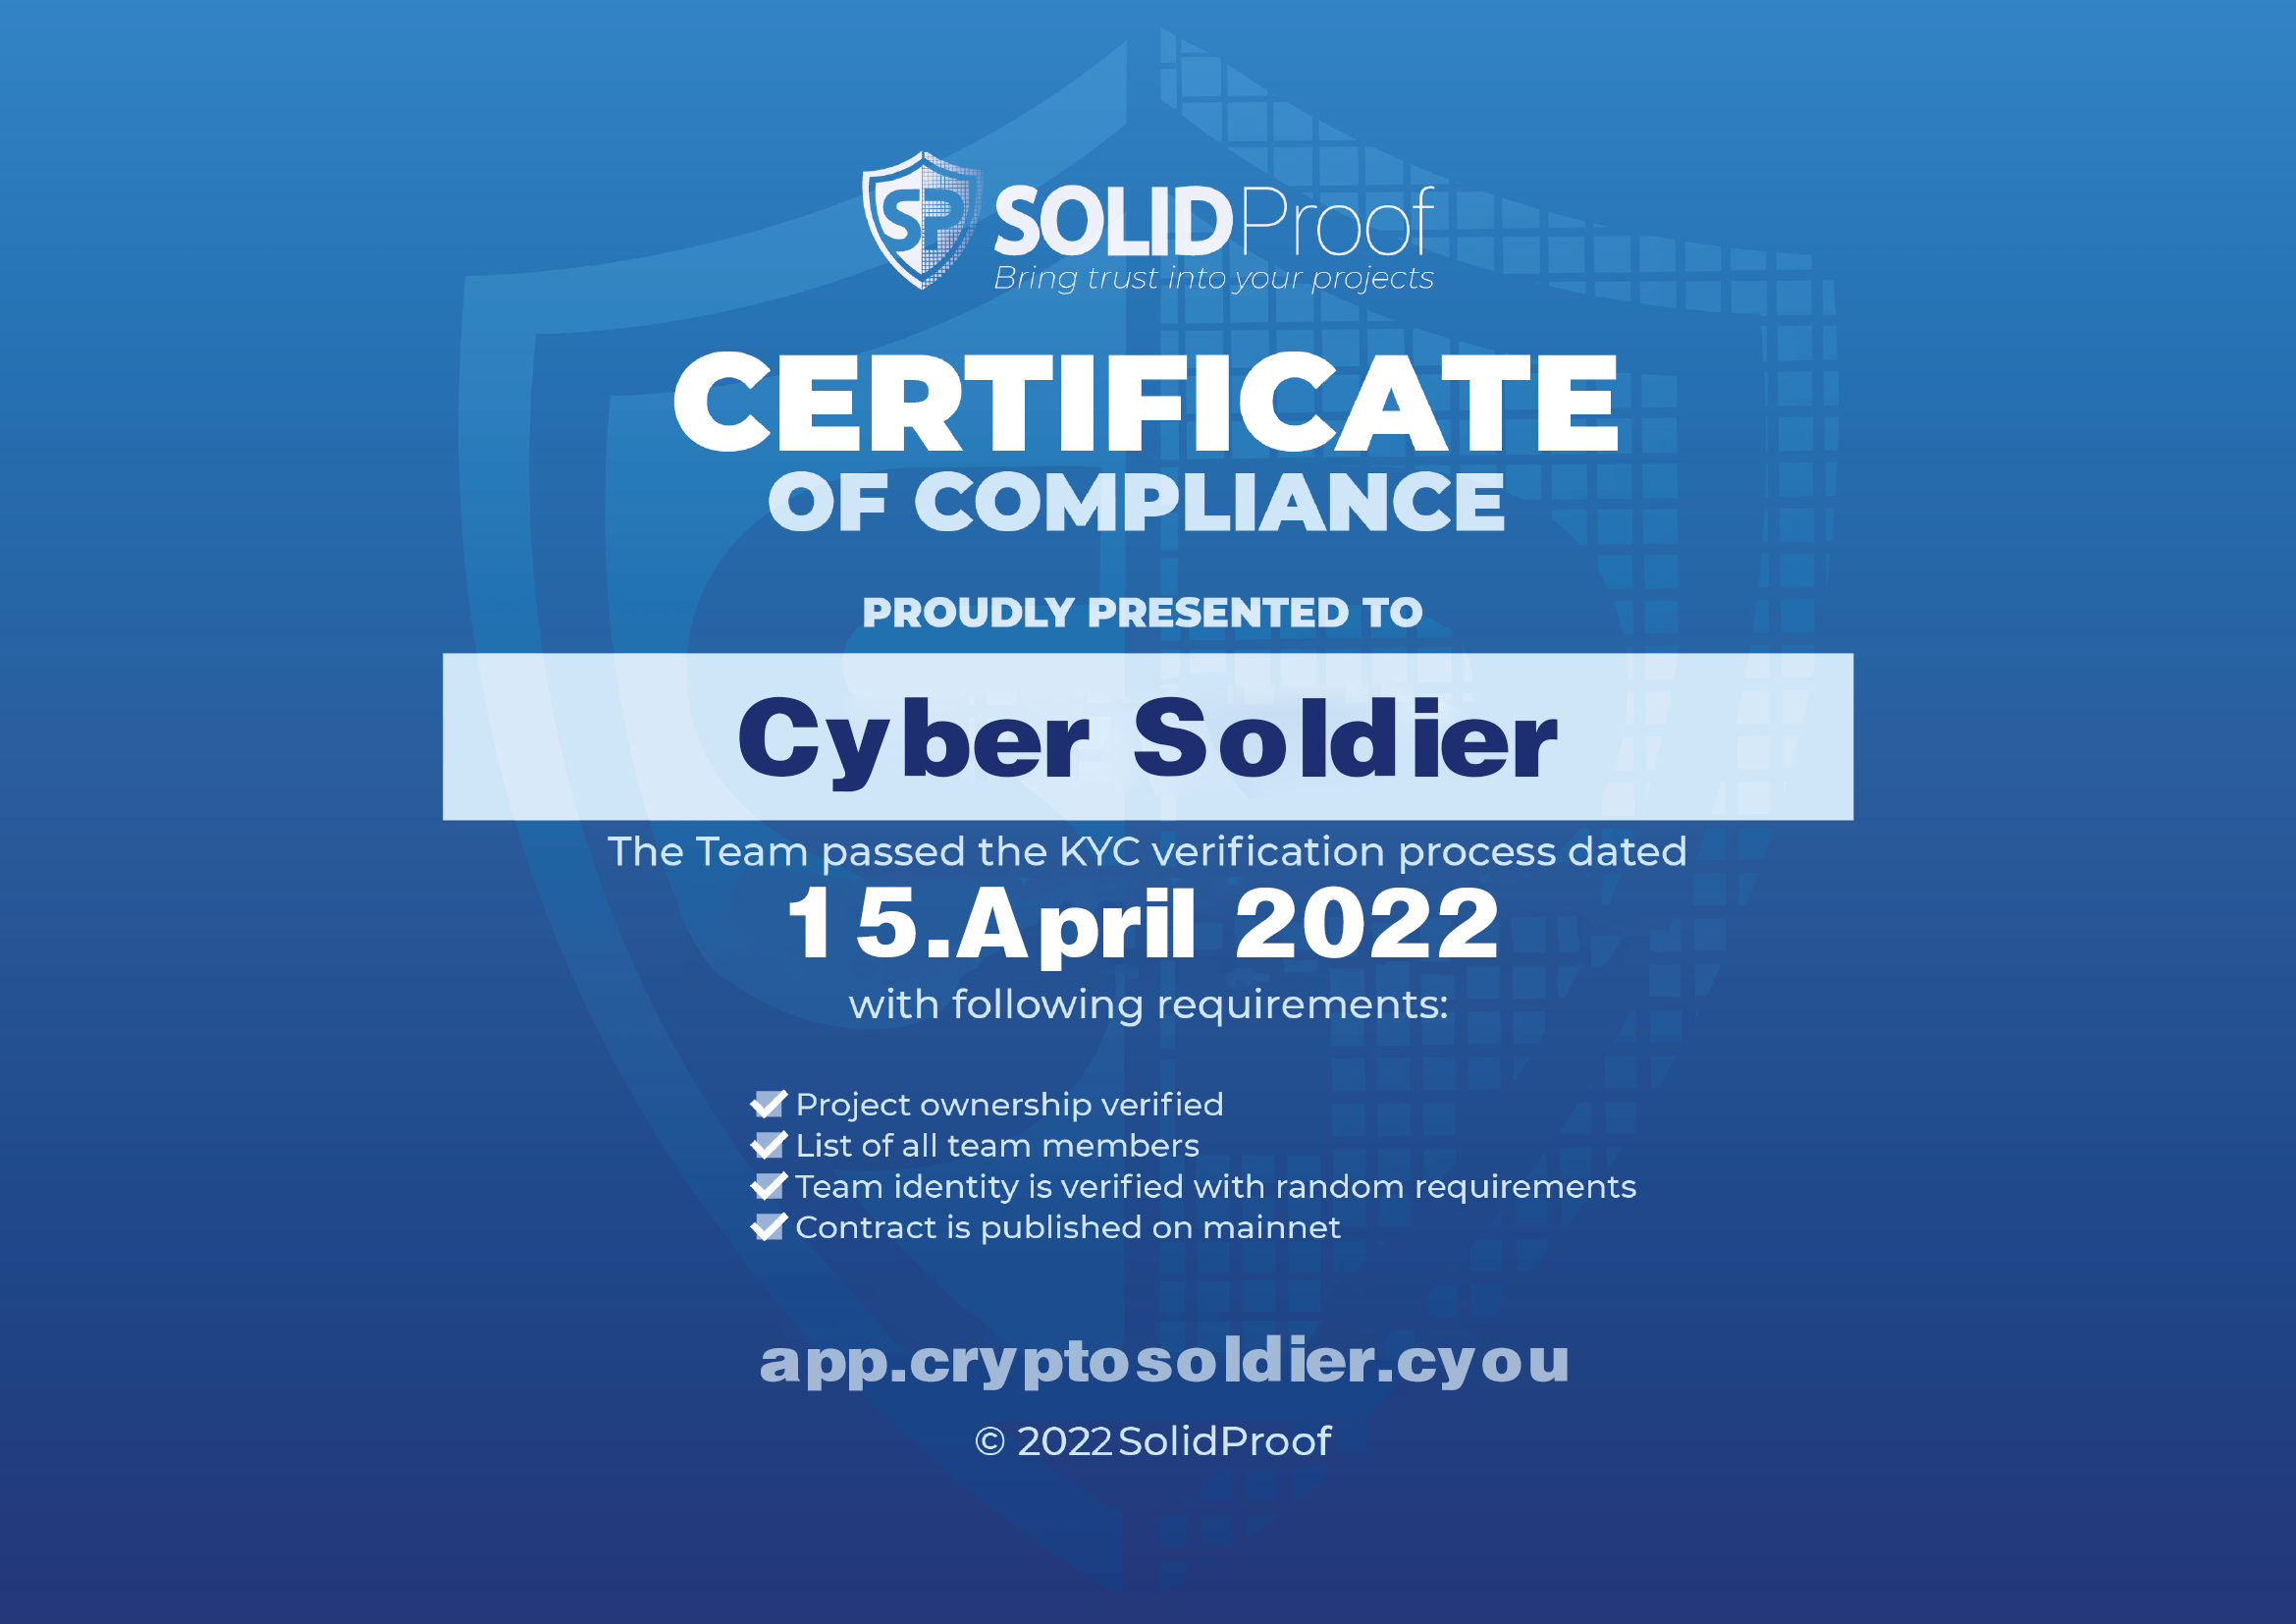 SP SOLIDProof
Bring trust into your projects
CERTIFICATE
OF COMPLIANCE
PROUDLY PRESENTED TO
Cyber Soldier
The Team passed the KYC verification process dated
15.April 2022
with following requirements:
Project ownership verified
List of all team members
Team identity is verified with random requirements
Contract is published on mainnet
app.cryptosoldier.cyou
© 2022 SolidProof